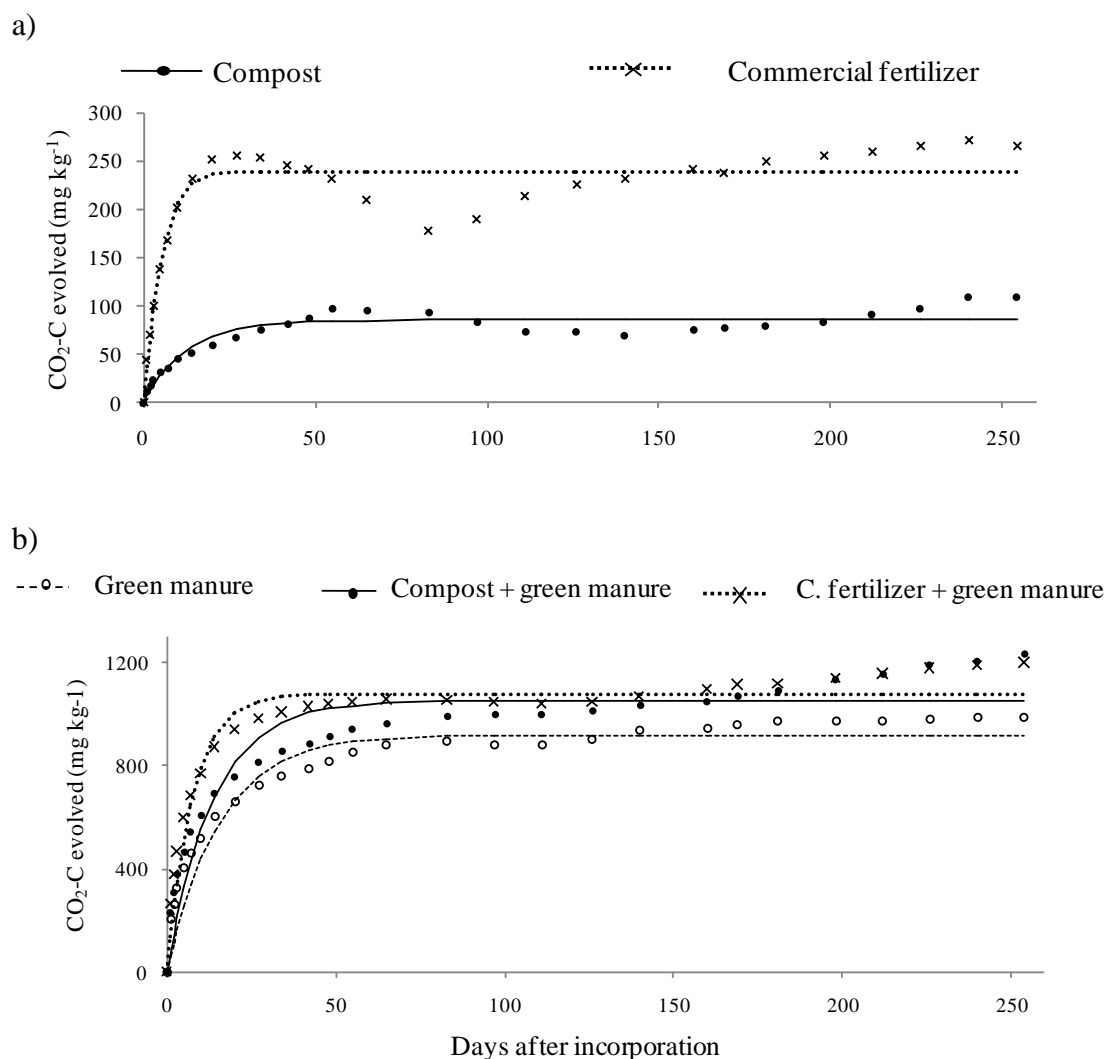 a)
Compost Commercial fertilizer
CO₂-C evolved (mg kg⁻¹)
300
250
200
150
100
50
0
0 50 100 150 200 250
b)
Green manure Compost + green manure C. fertilizer + green manure
CO₂-C evolved (mg kg-1)
1200
800
400
0
0 50 100 150 200 250
Days after incorporation